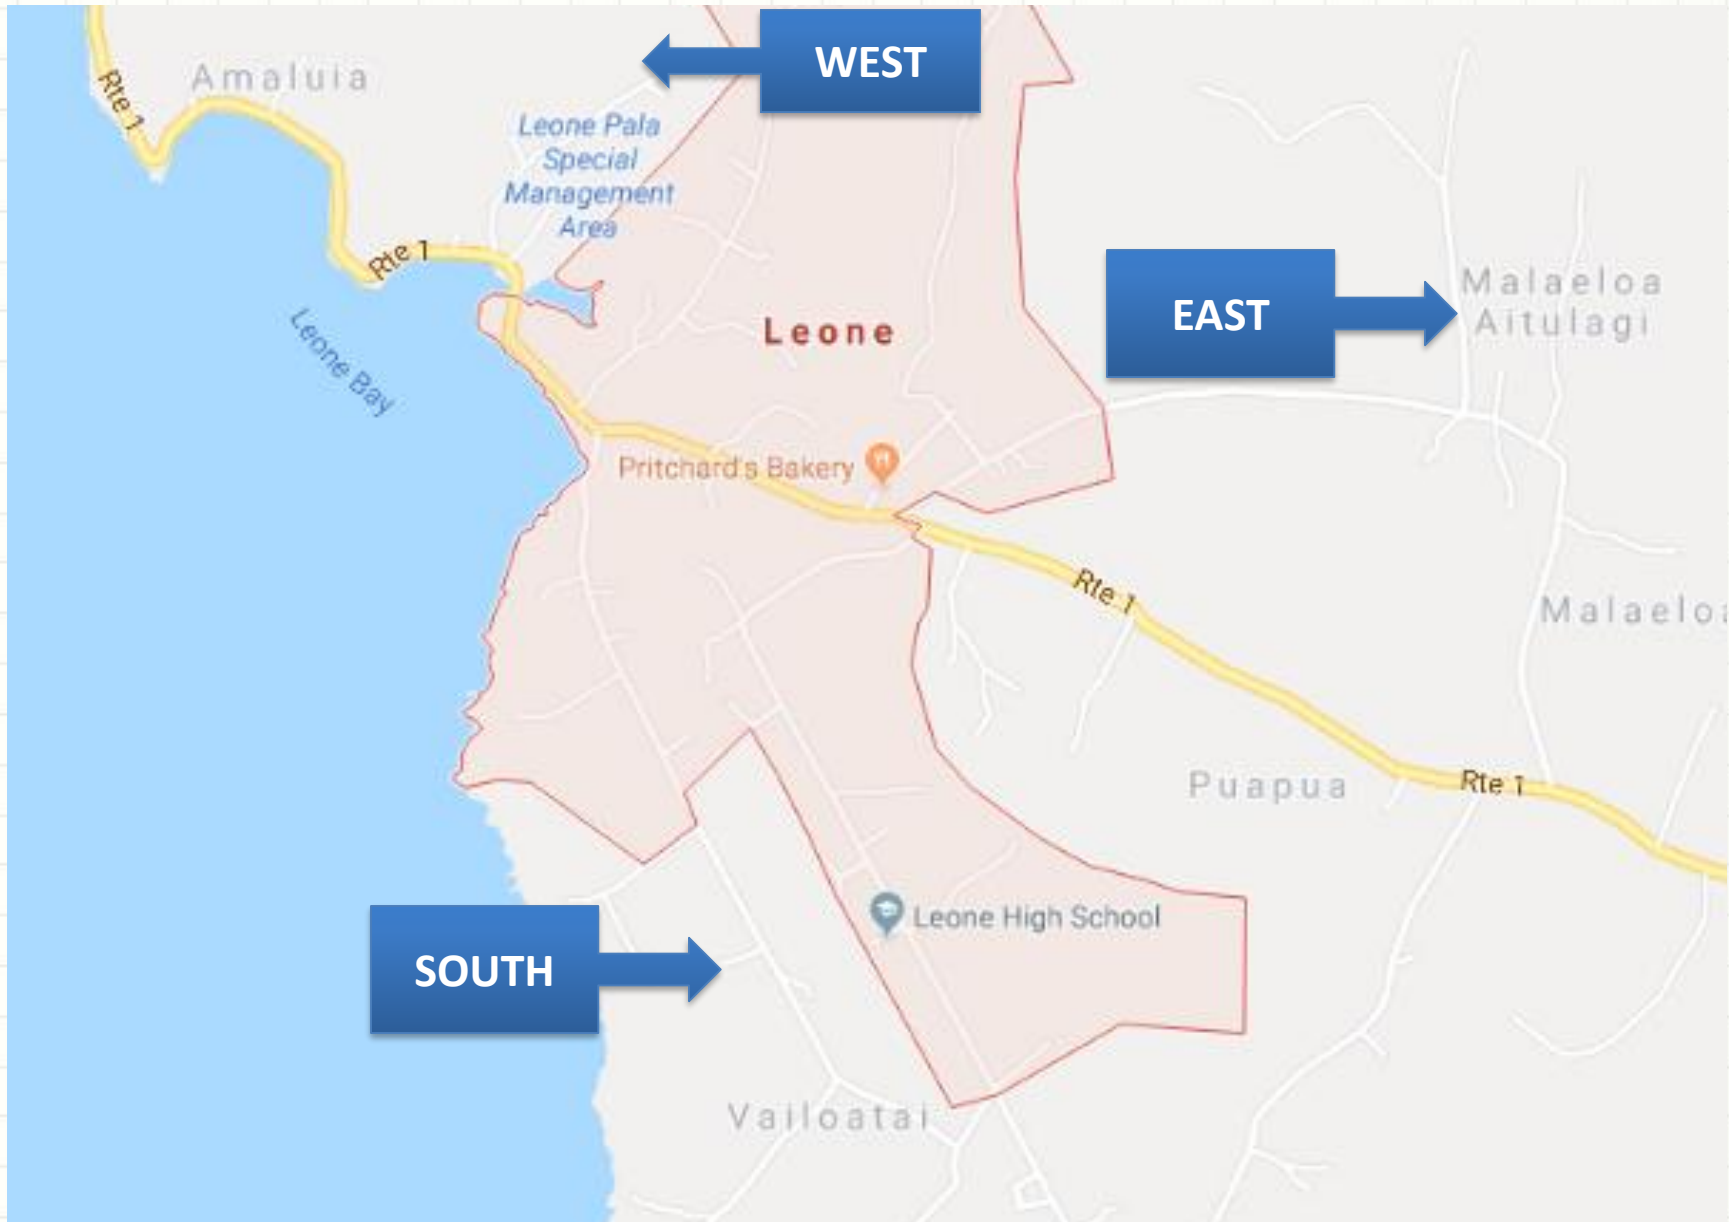 WEST
Rte 1
Amaluia
Leone Pala
Special
Management
Area
Rte 1
EAST
Malaeloa
Aitulagi
Leone
Leone Bay
Pritchard's Bakery
Rte 1
Puapua
Rte 1
Leone High School
SOUTH
Vailoatai